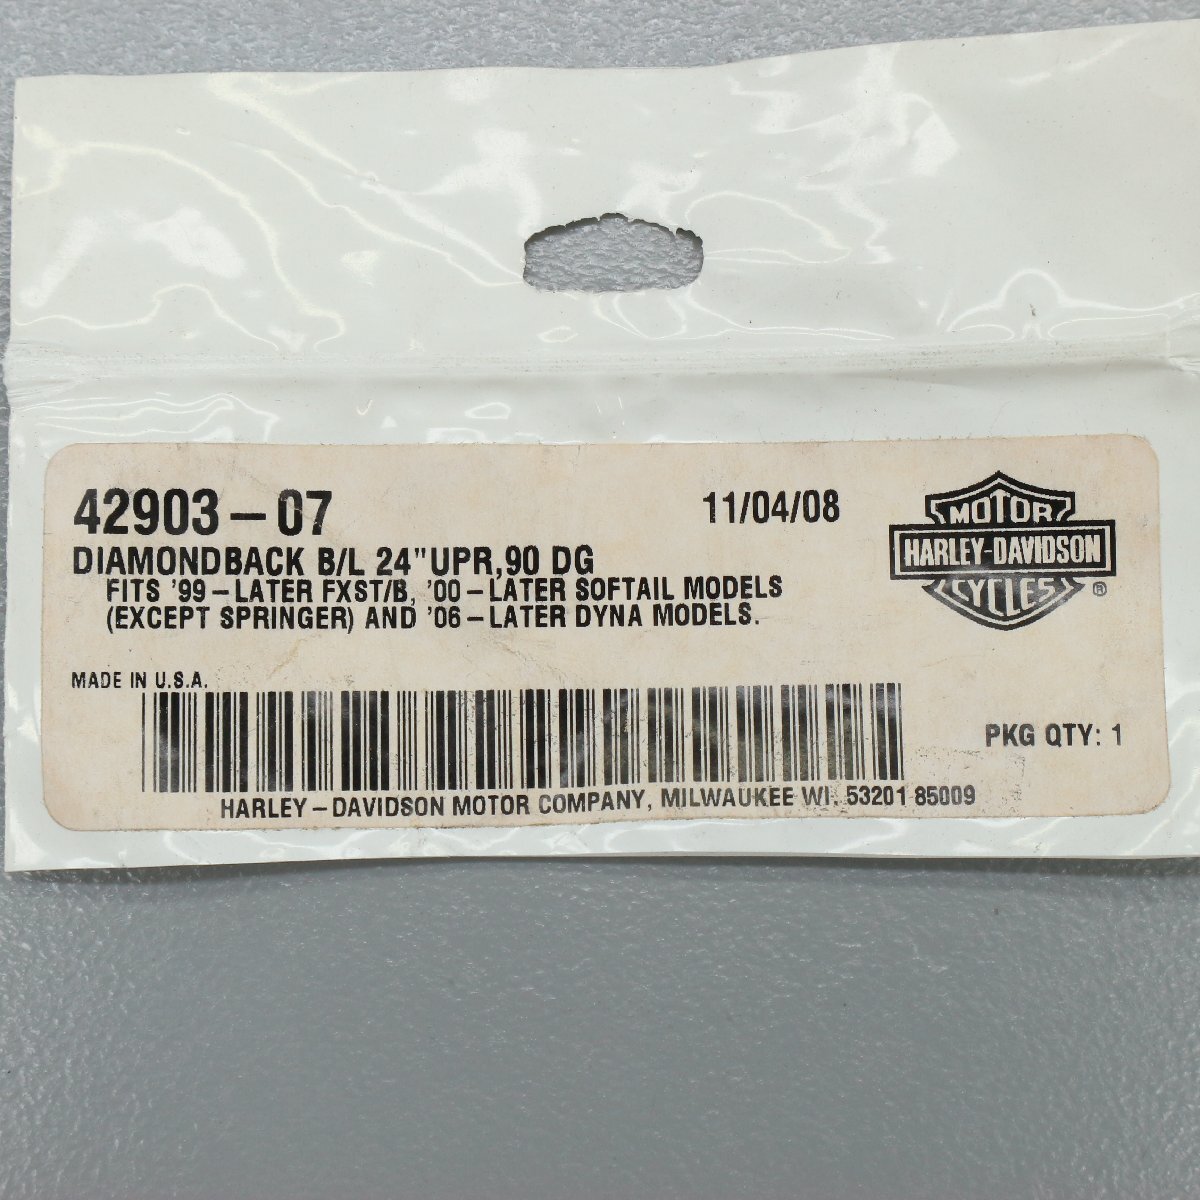 42903-07
11/04/08
MOTOR
HARLEY-DAVIDSON
CYCLES ®
DIAMONDBACK B/L 24"UPR,90 DG
FITS '99-LATER FXST/B, '00-LATER SOFTAIL MODELS
(EXCEPT SPRINGER) AND '06-LATER DYNA MODELS.
MADE IN U.S.A.
PKG QTY: 1
HARLEY-DAVIDSON MOTOR COMPANY, MILWAUKEE WI. 53201 85009